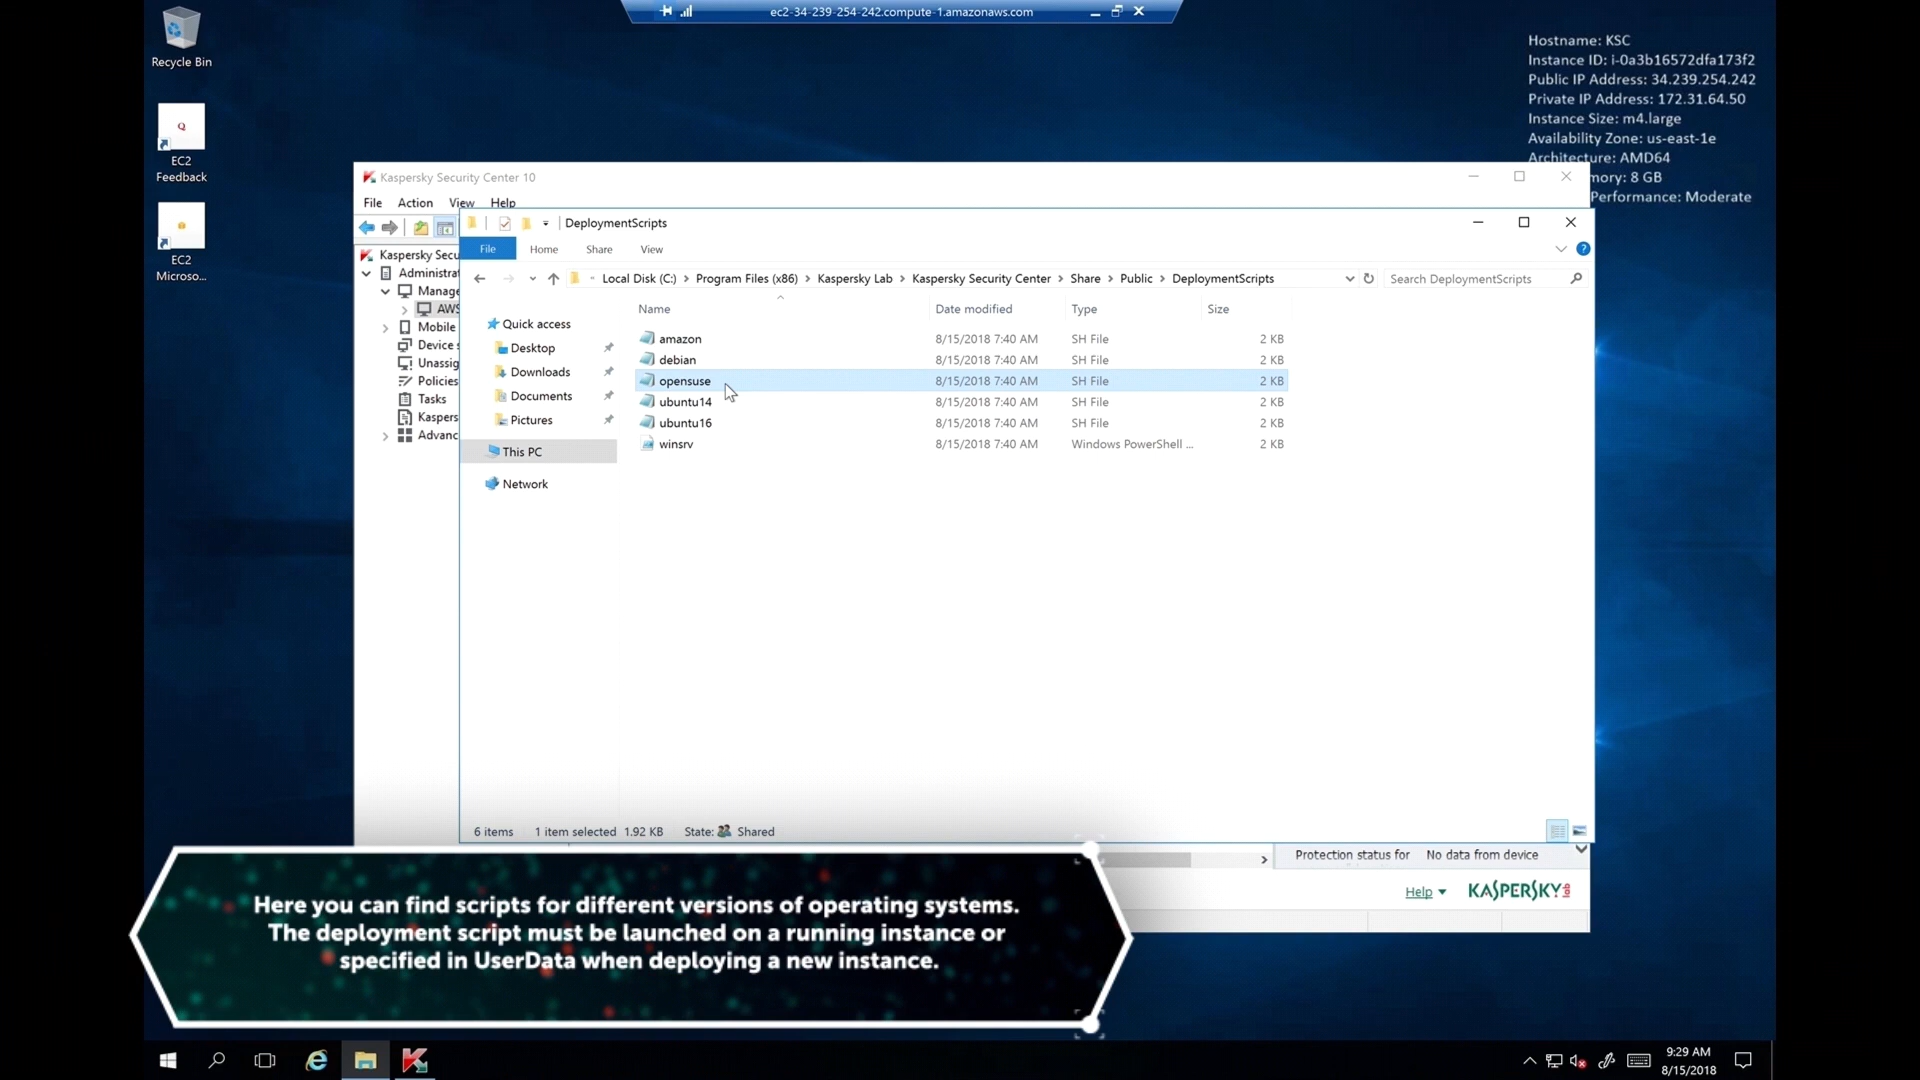 ec2-34-239-254-242.compute-1.amazonaws.com
Recycle Bin
EC2
Feedback
EC2
Microso...
Hostname: KSC
Instance ID: i-0a3b16572dfa173f2
Public IP Address: 34.239.254.242
Private IP Address: 172.31.64.50
Instance Size: m4.large
Availability Zone: us-east-1e
Architecture: AMD64
mory: 8 GB
Performance: Moderate
Kaspersky Security Center 10
File Action View Help
Kaspersky Secu
Administrat
Manage
AWS
Mobile
Device s
Unassig
Policies
Tasks
Kaspers
Advanc
DeploymentScripts
File Home Share View
Local Disk (C:) Program Files (x86) Kaspersky Lab Kaspersky Security Center Share Public DeploymentScripts
Search DeploymentScripts
Quick access
Desktop
Downloads
Documents
Pictures
This PC
Network
Name Date modified Type Size
amazon 8/15/2018 7:40 AM SH File 2 KB
debian 8/15/2018 7:40 AM SH File 2 KB
opensuse 8/15/2018 7:40 AM SH File 2 KB
ubuntu14 8/15/2018 7:40 AM SH File 2 KB
ubuntu16 8/15/2018 7:40 AM SH File 2 KB
winsrv 8/15/2018 7:40 AM Windows PowerShell ... 2 KB
6 items 1 item selected 1.92 KB State: Shared
Protection status for No data from device
Help
KASPERSKY lab
Here you can find scripts for different versions of operating systems.
The deployment script must be launched on a running instance or
specified in UserData when deploying a new instance.
9:29 AM
8/15/2018